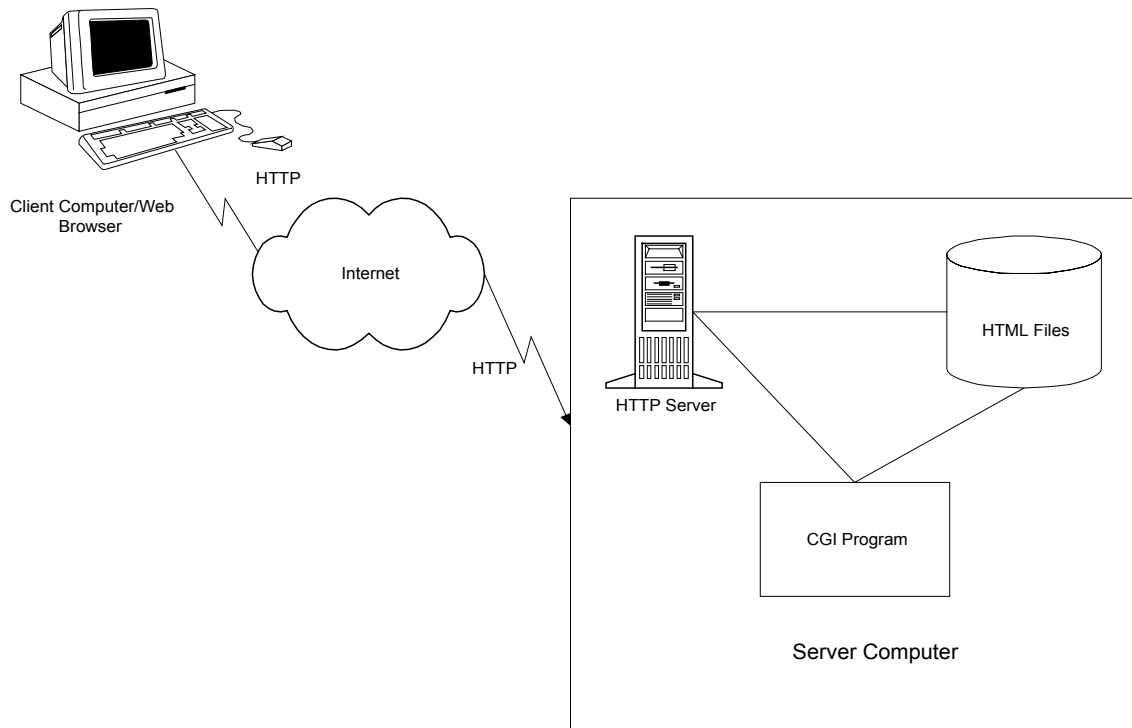 HTTP
Client Computer/Web
Browser
Internet
HTTP
HTML Files
HTTP Server
CGI Program
Server Computer